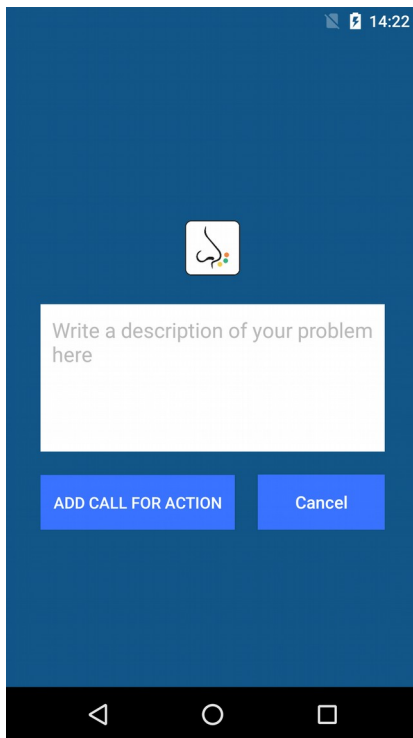 14:22
Write a description of your problem
here
ADD CALL FOR ACTION
Cancel